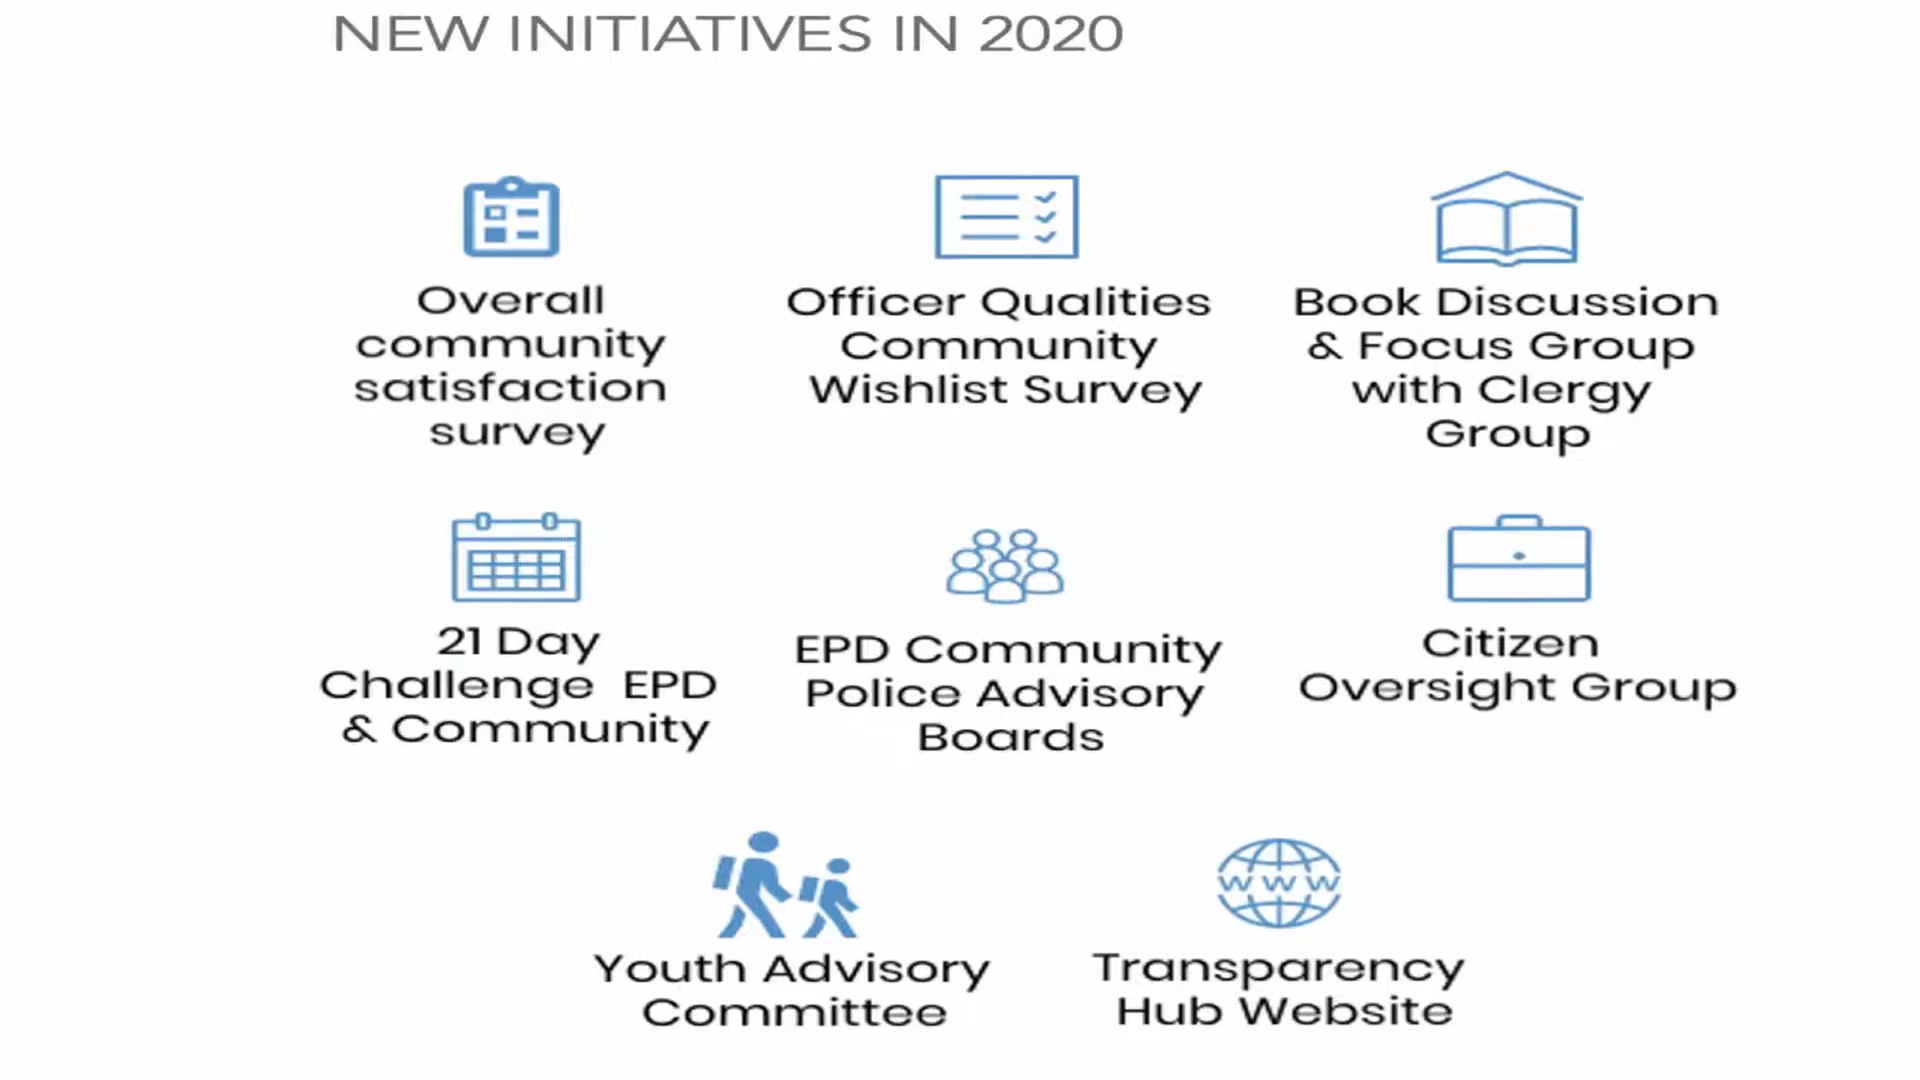 NEW INITIATIVES IN 2020
Overall
community
satisfaction
survey
Officer Qualities
Community
Wishlist Survey
Book Discussion
& Focus Group
with Clergy
Group
21 Day
Challenge EPD
& Community
EPD Community
Police Advisory
Boards
Citizen
Oversight Group
Youth Advisory
Committee
WWW
Transparency
Hub Website